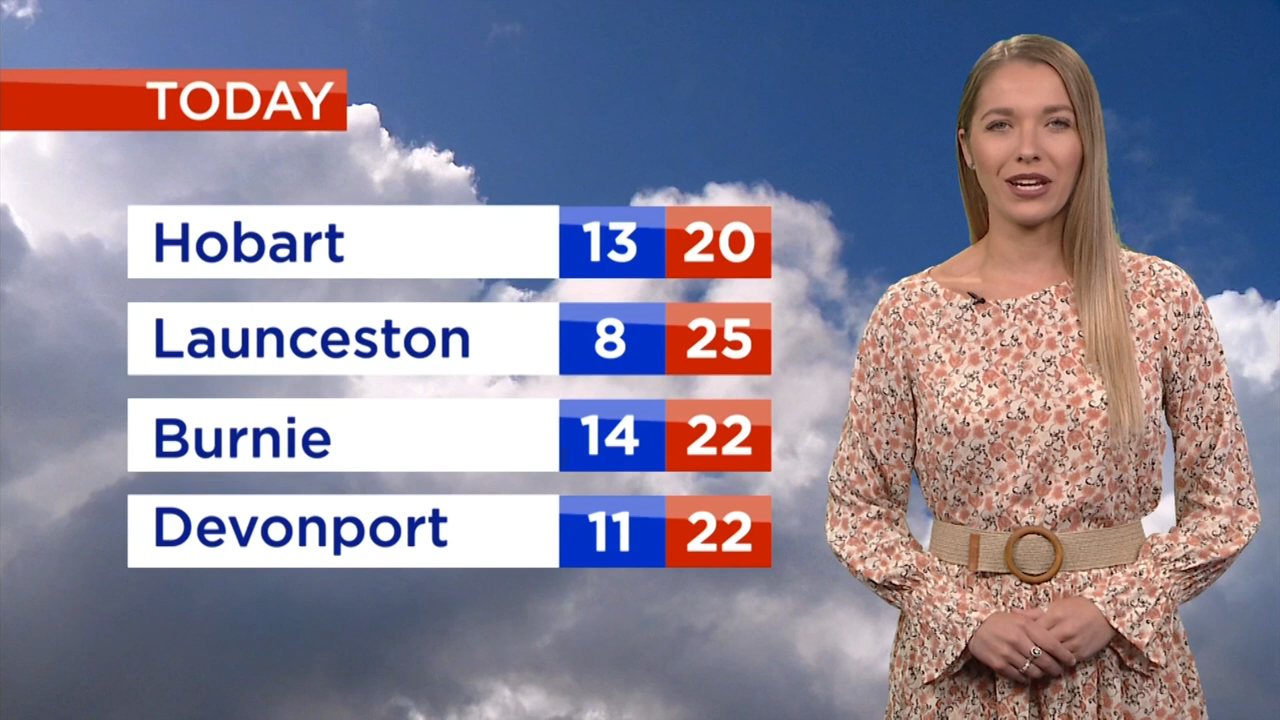 TODAY
Hobart 13 20
Launceston 8 25
Burnie 14 22
Devonport 11 22